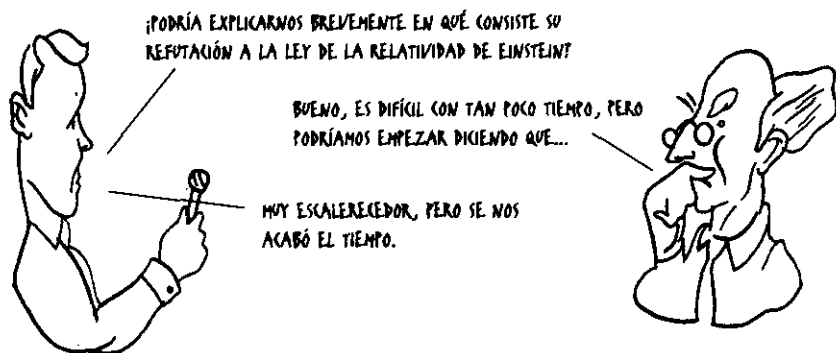 ¡PODRÍA EXPLICARNOS BREVEMENTE EN QUÉ CONSISTE SU
REFUTACIÓN A LA LEY DE LA RELATIVIDAD DE EINSTEIN?
BUENO, ES DIFÍCIL CON TAN POCO TIEMPO, PERO
PODRÍAMOS EMPEZAR DICIENDO QUE...
MUY ESCALERECEDOR, PERO SE NOS
ACABÓ EL TIEMPO.